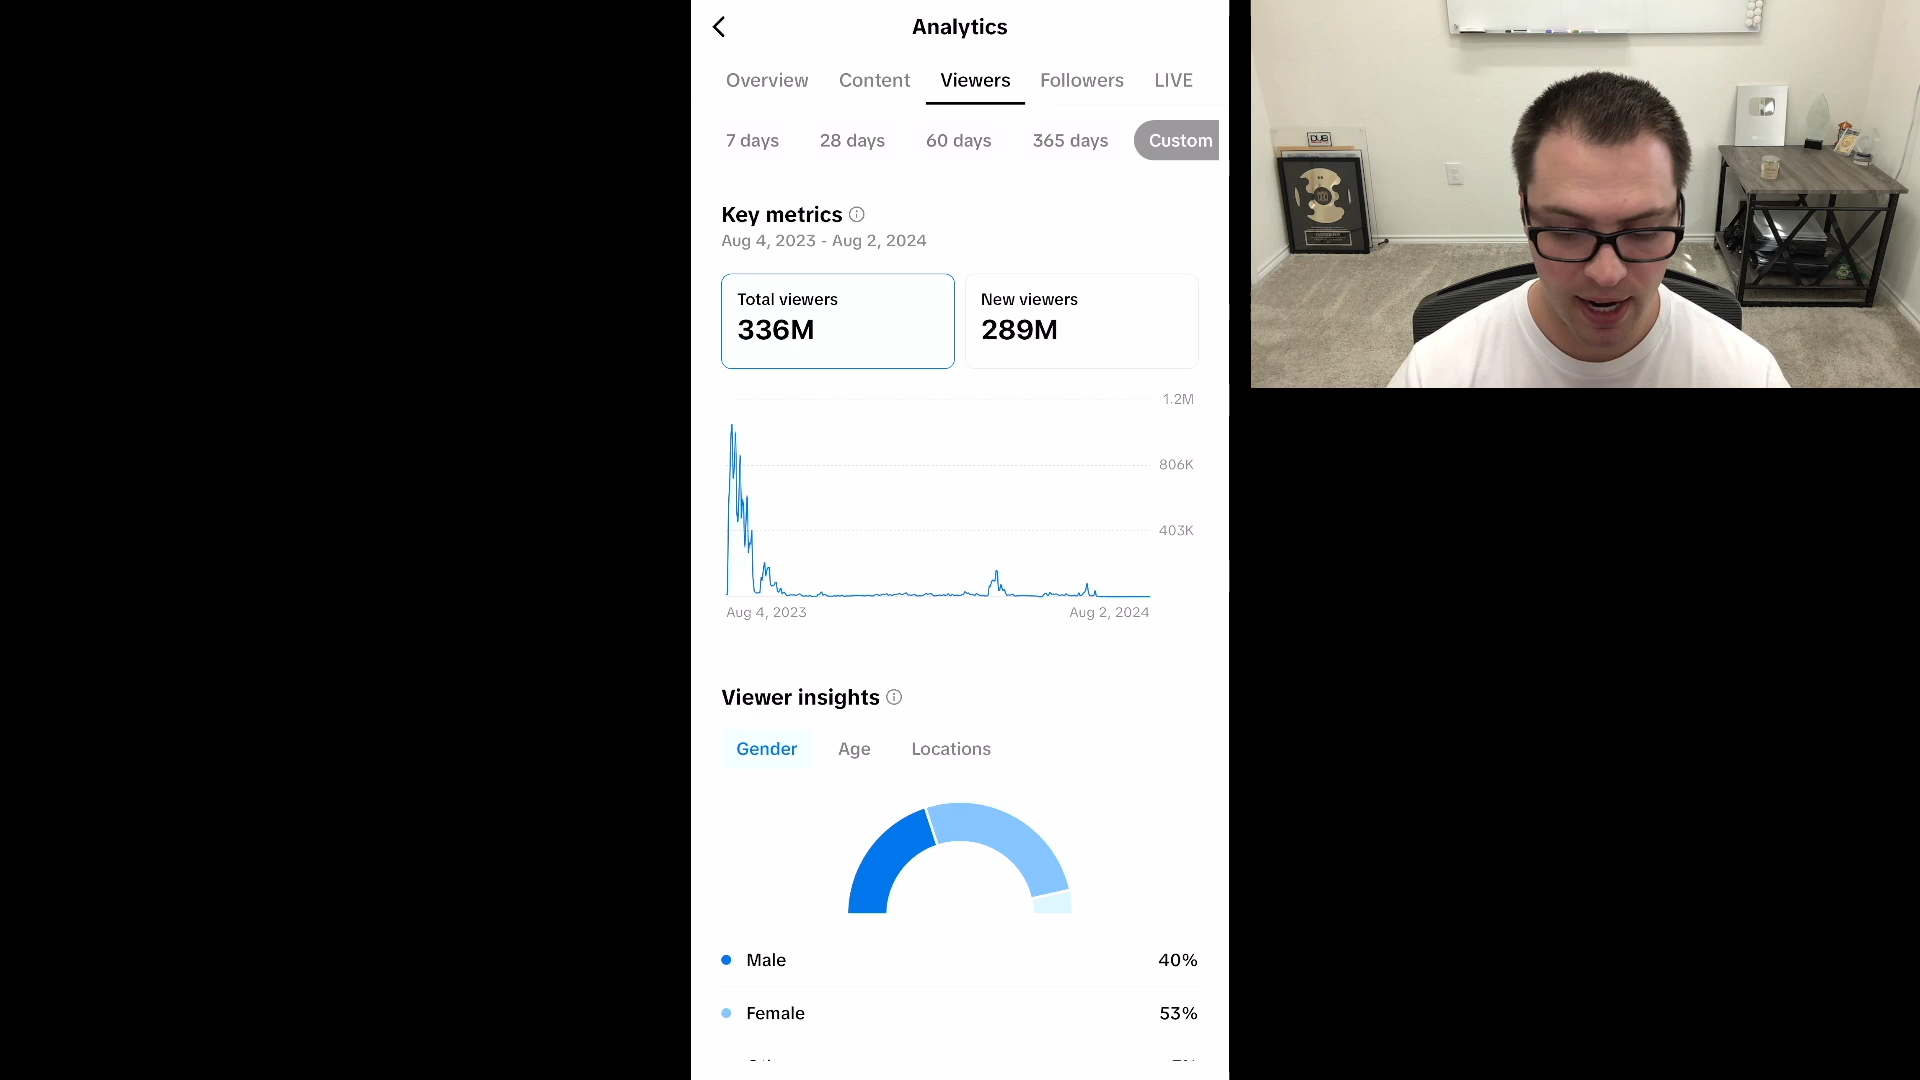 Analytics
Overview Content Viewers Followers LIVE
7 days 28 days 60 days 365 days Custom
Key metrics
Aug 4, 2023 - Aug 2, 2024
Total viewers
336M
New viewers
289M
1.2M
806K
403K
Aug 4, 2023 Aug 2, 2024
Viewer insights
Gender Age Locations
Male 40%
Female 53%
DUB